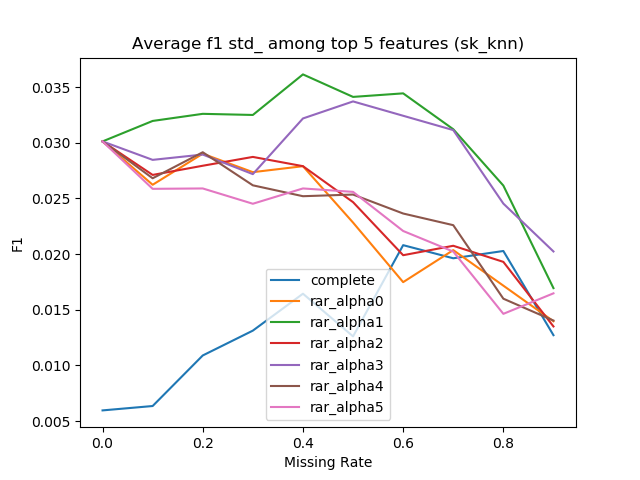 Average f1 std_ among top 5 features (sk_knn)
0.035
0.030
0.025
0.020
0.015
0.010
0.005
F1
complete
rar_alpha0
rar_alpha1
rar_alpha2
rar_alpha3
rar_alpha4
rar_alpha5
0.0 0.2 0.4 0.6 0.8
Missing Rate